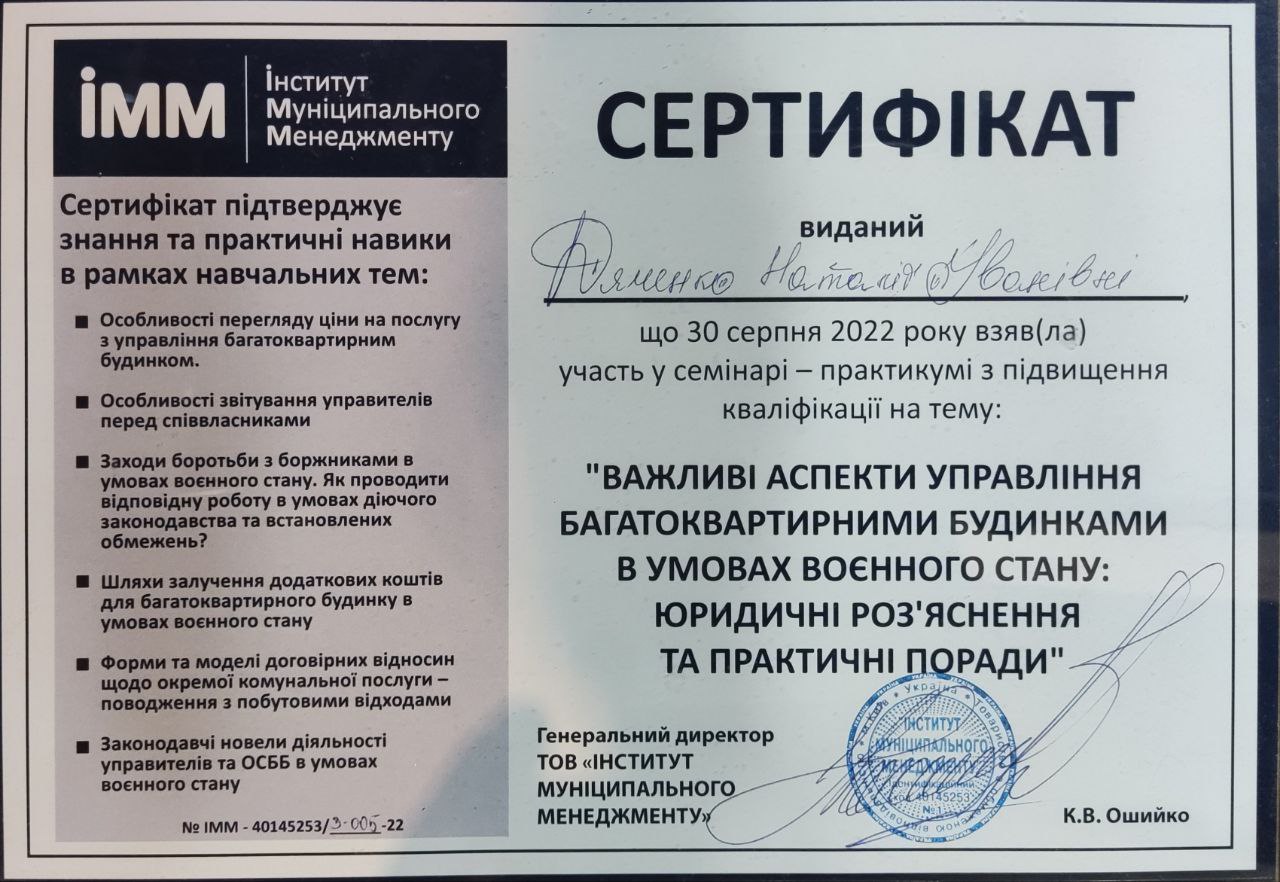 ІММ
Інститут
Муніципального
Менеджменту
Сертифікат підтверджує
знання та практичні навики
в рамках навчальних тем:
■ Особливості перегляду ціни на послугу
з управління багатоквартирним
будинком.
■ Особливості звітування управителів
перед співвласниками
■ Заходи боротьби з боржниками в
умовах воєнного стану. Як проводити
відповідну роботу в умовах діючого
законодавства та встановлених
обмежень?
■ Шляхи залучення додаткових коштів
для багатоквартирного будинку в
умовах воєнного стану
■ Форми та моделі договірних відносин
щодо окремої комунальної послуги –
поводження з побутовими відходами
■ Законодавчі новели діяльності
управителів та ОСББ в умовах
воєнного стану
№ ІММ - 40145253/З-005-22
СЕРТИФІКАТ
виданий
Наталії Іванівні,
що 30 серпня 2022 року взяв(ла)
участь у семінарі – практикумі з підвищення
кваліфікації на тему:
"ВАЖЛИВІ АСПЕКТИ УПРАВЛІННЯ
БАГАТОКВАРТИРНИМИ БУДИНКАМИ
В УМОВАХ ВОЄННОГО СТАНУ:
ЮРИДИЧНІ РОЗ'ЯСНЕННЯ
ТА ПРАКТИЧНІ ПОРАДИ"
Генеральний директор
ТОВ «ІНСТИТУТ
МУНІЦИПАЛЬНОГО
МЕНЕДЖМЕНТУ»
Україна
ІНСТИТУТ
МУНІЦИПАЛЬНОГО
40145253
К.В. Ошийко